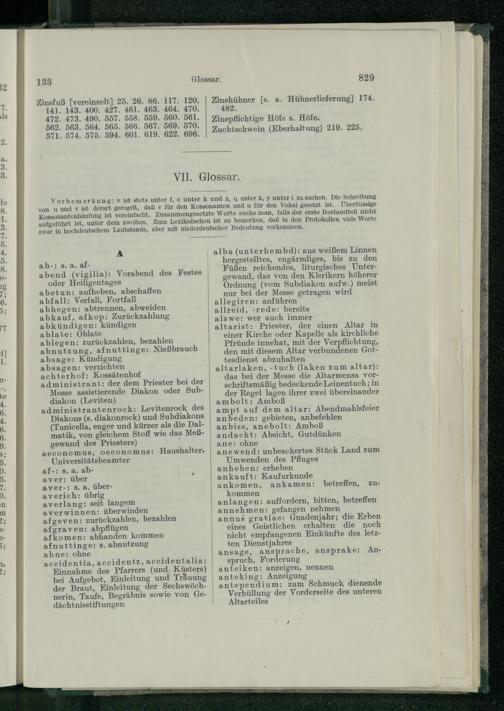 133
Glossar.
829
Zinsfuß [vereinzelt] 25. 26. 86. 117. 120.
141. 143. 400. 427. 461. 463. 464. 470.
472. 473. 490. 557. 558. 559. 560. 561.
562. 563. 564. 565. 566. 567. 569. 570.
571. 574. 575. 594. 601. 619. 622. 696.
Zinshühner [s. a. Hühnerlieferung] 174.
482.
Zinspflichtige Höfe s. Höfe.
Zuchtschwein (Eberhaltung) 219. 225.
VII. Glossar.
Vorbemerkung: v ist stets unter f, c unter k und z, q unter k, y unter i zu suchen. Die Schreibung
von u und v ist derart geregelt, daß v für den Konsonanten und u für den Vokal gesetzt ist. Überflüssige
Konsonantenhäufung ist vereinfacht. Zusammengesetzte Worte suche man, falls der erste Bestandteil nicht
aufgeführt ist, unter dem zweiten. Zum Lexikalischen ist zu bemerken, daß in den Protokollen viele Worte
zwar in hochdeutschem Lautstande, aber mit niederdeutscher Bedeutung vorkommen.
A
ab-: s. a. af-
abend (vigilia): Vorabend des Festes
oder Heiligentages
abetun: aufheben, abschaffen
abfall: Verfall, Fortfall
abhegen: abtrennen, abweiden
abkauf, afkop: Zurückzahlung
abkündigen: kündigen
ablate: Oblate
ablegen: zurückzahlen, bezahlen
abnutzung, afnuttinge: Nießbrauch
absage: Kündigung
absagen: verzichten
achterhof: Kossätenhof
administrant: der dem Priester bei der
Messe assistierende Diakon oder Sub-
diakon (Leviten)
administrantenrock: Levitenrock des
Diakons (s. diakonrock) und Subdiakons
(Tunicella, enger und kürzer als die Dal-
matik, von gleichem Stoff wie das Meß-
gewand des Priesters)
aeconomus, oeconomus: Haushalter,
Universitätsbeamter
af-: s. a. ab-
aver: über
aver-: s. a. über-
averich: übrig
averlang: seit langem
averwinnen: überwinden
afgeven: zurückzahlen, bezahlen
afgraven: abpflügen
afkomen: abhanden kommen
afnuttinge: s. abnutzung
ahne: ohne
accidentia, accidentz, accidentalia:
Einnahme des Pfarrers (und Küsters)
bei Aufgebot, Einleitung und Träuung
der Braut, Einleitung der Sechswöch-
nerin, Taufe, Begräbnis sowie von Ge-
dächtnisstiftungen
alba (unterhembd): aus weißem Linnen
hergestelltes, engärmliges, bis zu den
Füßen reichendes, liturgisches Unter-
gewand, das von den Klerikern höherer
Ordnung (vom Subdiakon aufw.) meist
nur bei der Messe getragen wird
allegiren: anführen
allreid, -rede: bereits
alswe: wer auch immer
altarist: Priester, der einen Altar in
einer Kirche oder Kapelle als kirchliche
Pfründe innehat, mit der Verpflichtung,
den mit diesem Altar verbundenen Got-
tesdienst abzuhalten
altarlaken, -tuch (laken zum altar):
das bei der Messe die Altarmensa vor-
schriftsmäßig bedeckende Leinentuch; in
der Regel lagen ihrer zwei übereinander
ambolt: Amboß
ampt auf dem altar: Abendmahlsfeier
anbeden: gebieten, anbefehlen
anbiss, anebolt: Amboß
andacht: Absicht, Gutdünken
ane: ohne
anewend: unbeackertes Stück Land zum
Umwenden des Pfluges
anheben: erheben
ankauft: Kaufurkunde
ankomen, ankamen: betreffen, zu-
kommen
anlangen: auffordern, bitten, betreffen
annehmen: gefangen nehmen
annus gratiae: Gnadenjahr; die Erben
eines Geistlichen erhalten die noch
nicht empfangenen Einkünfte des letz-
ten Dienstjahres
ansage, ansprache, ansprake: An-
spruch, Forderung
anteiken: anzeigen, nennen
anteking: Anzeigung
antependium: zum Schmuck dienende
Verhüllung der Vorderseite des unteren
Altarteiles